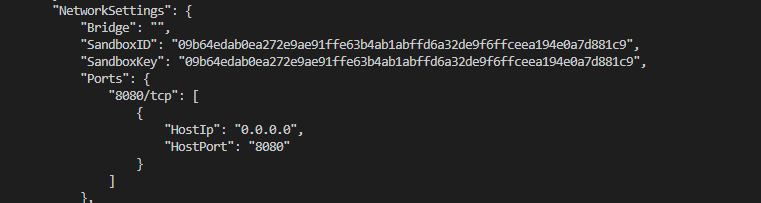 "NetworkSettings": {
"Bridge": "",
"SandboxID": "09b64edab0ea272e9ae91ffe63b4ab1abffd6a32de9f6ffceea194e0a7d881c9",
"SandboxKey": "09b64edab0ea272e9ae91ffe63b4ab1abffd6a32de9f6ffceea194e0a7d881c9",
"Ports": {
"8080/tcp": [
{
"HostIp": "0.0.0.0",
"HostPort": "8080"
}
]
},